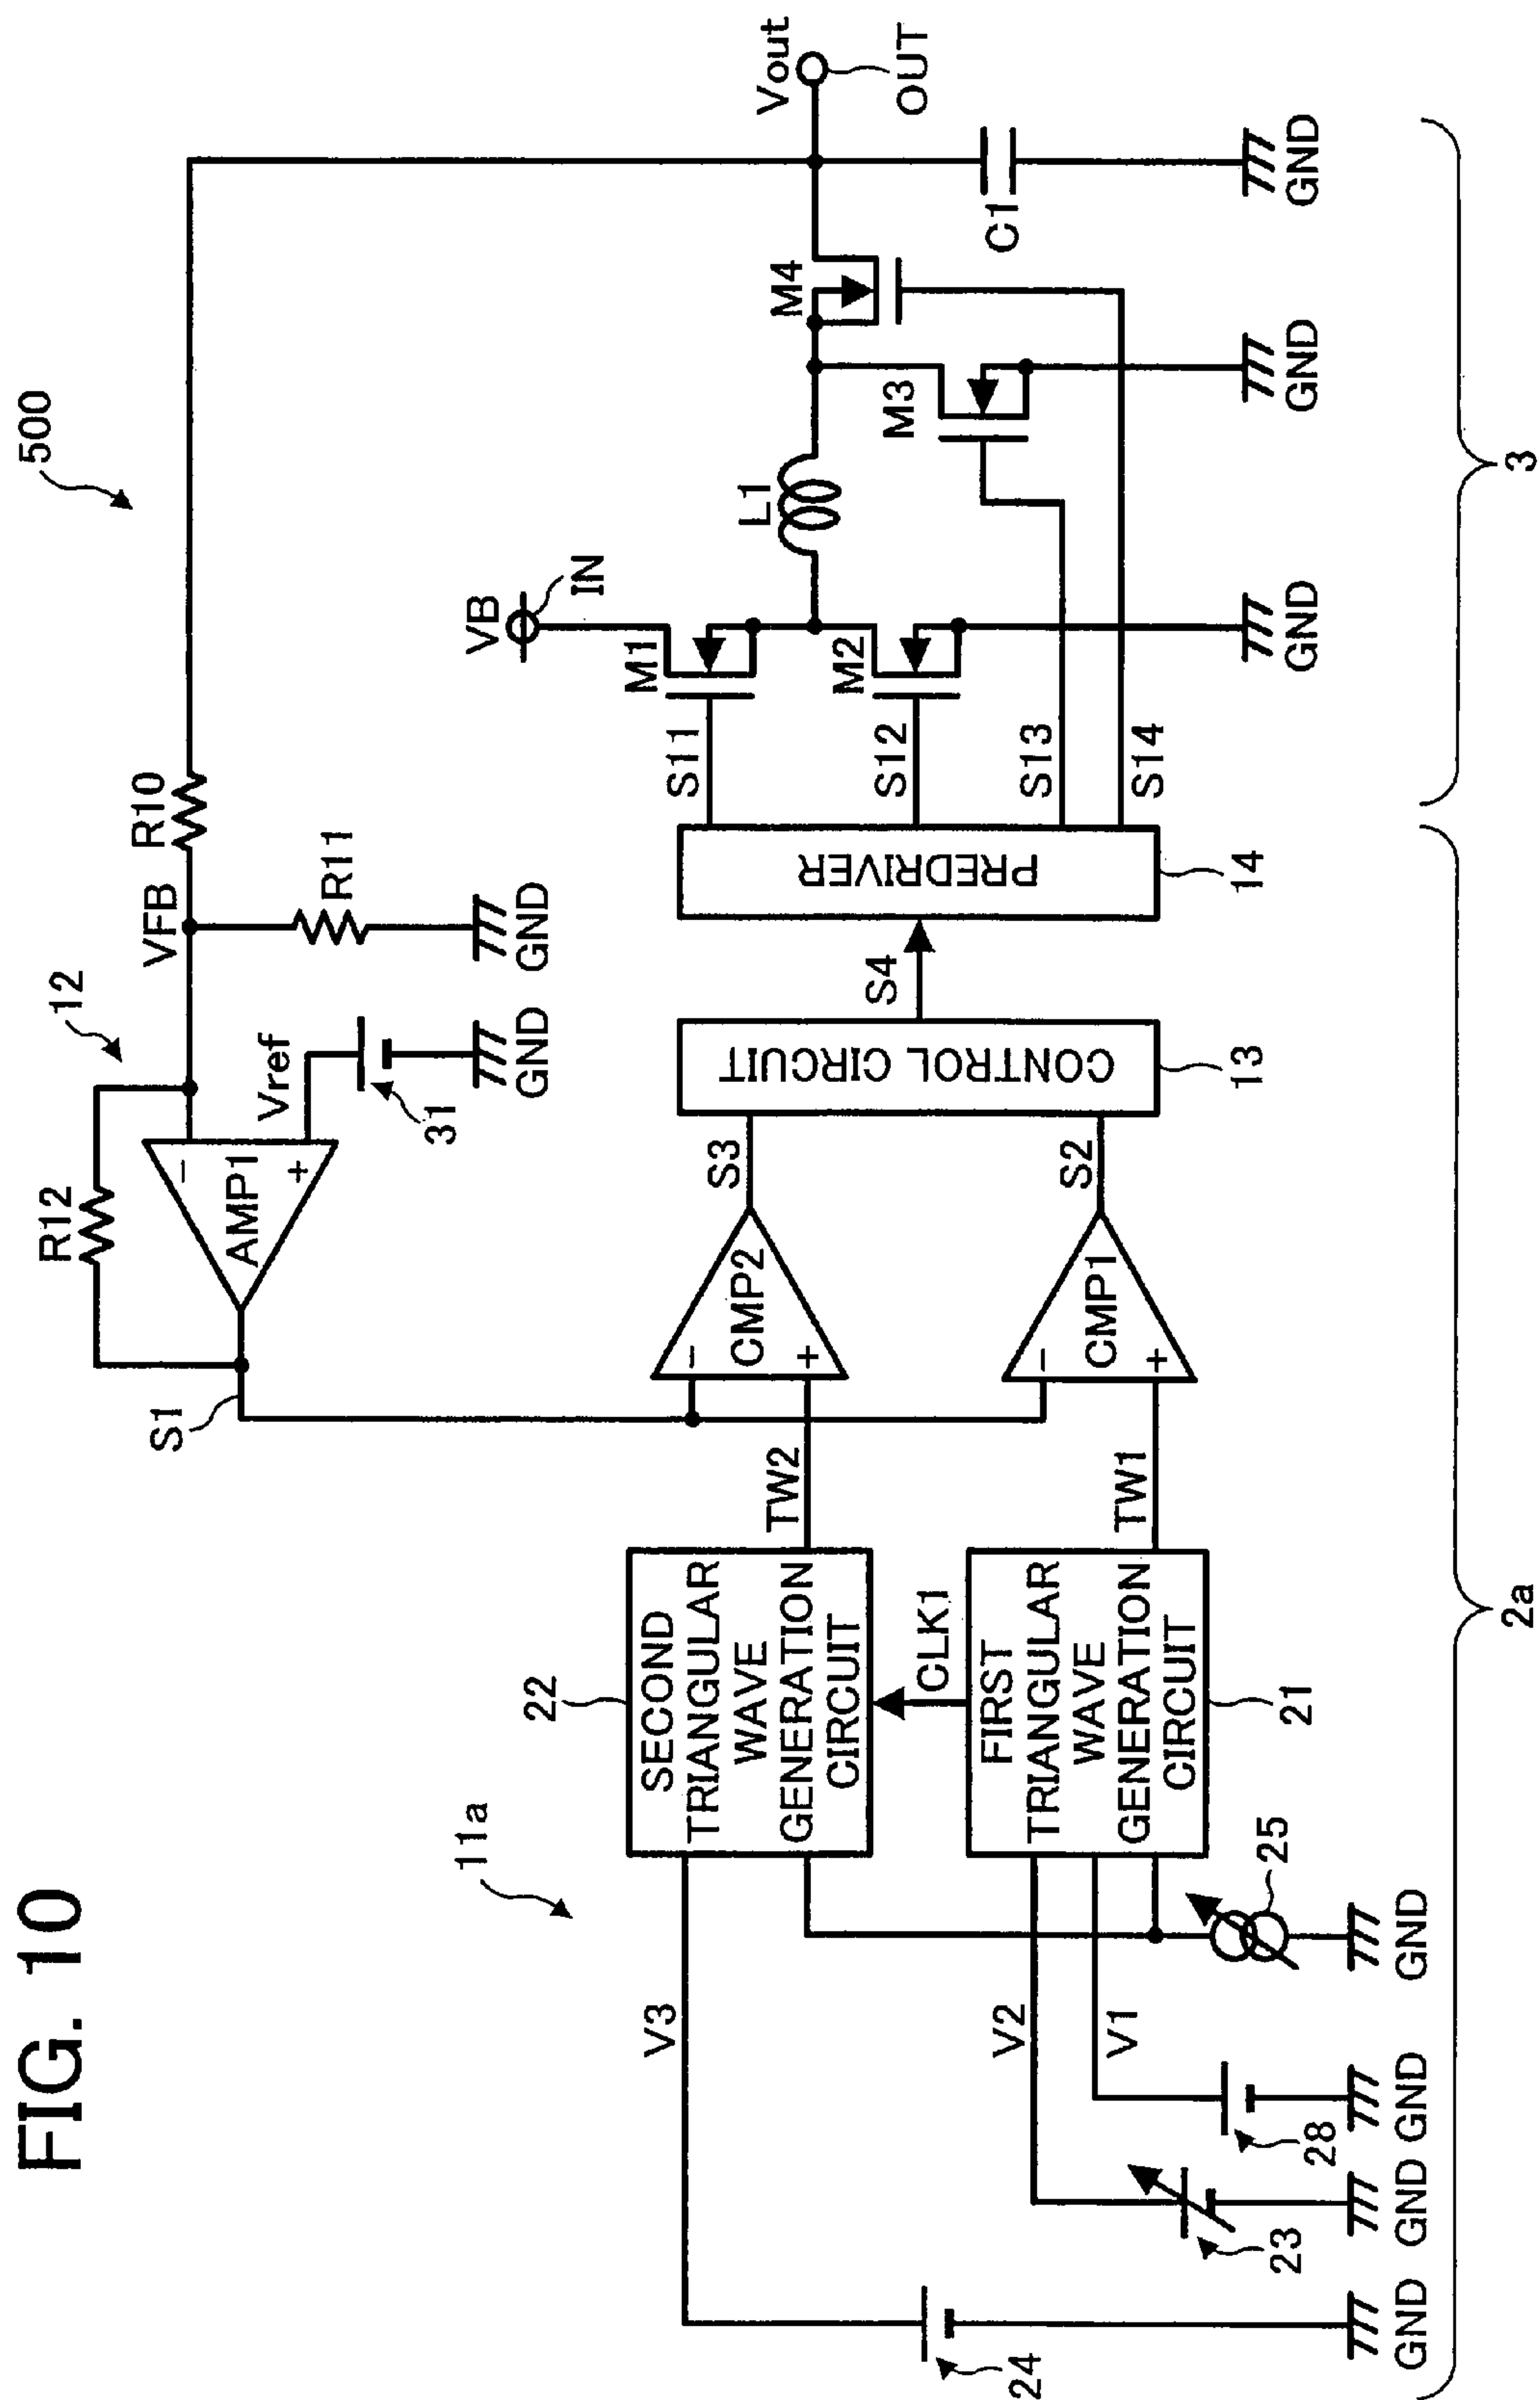 FIG. 10
500
12
R12
R10
VFB
R11
GND
AMP1
−
+
Vref
31
GND
S1
VB
IN
Vout
OUT
L1
M1
M2
M3
M4
C1
GND
GND
GND
S11
S12
S13
S14
PREDRIVER
14
S4
CONTROL CIRCUIT
13
S3
S2
CMP2
−
+
CMP1
−
+
TW2
TW1
11a
22
SECOND
TRIANGULAR
WAVE
GENERATION
CIRCUIT
CLK1
FIRST
TRIANGULAR
WAVE
GENERATION
CIRCUIT
21
V3
V2
V1
24
23
28
25
GND
GND
GND
GND
2a
3